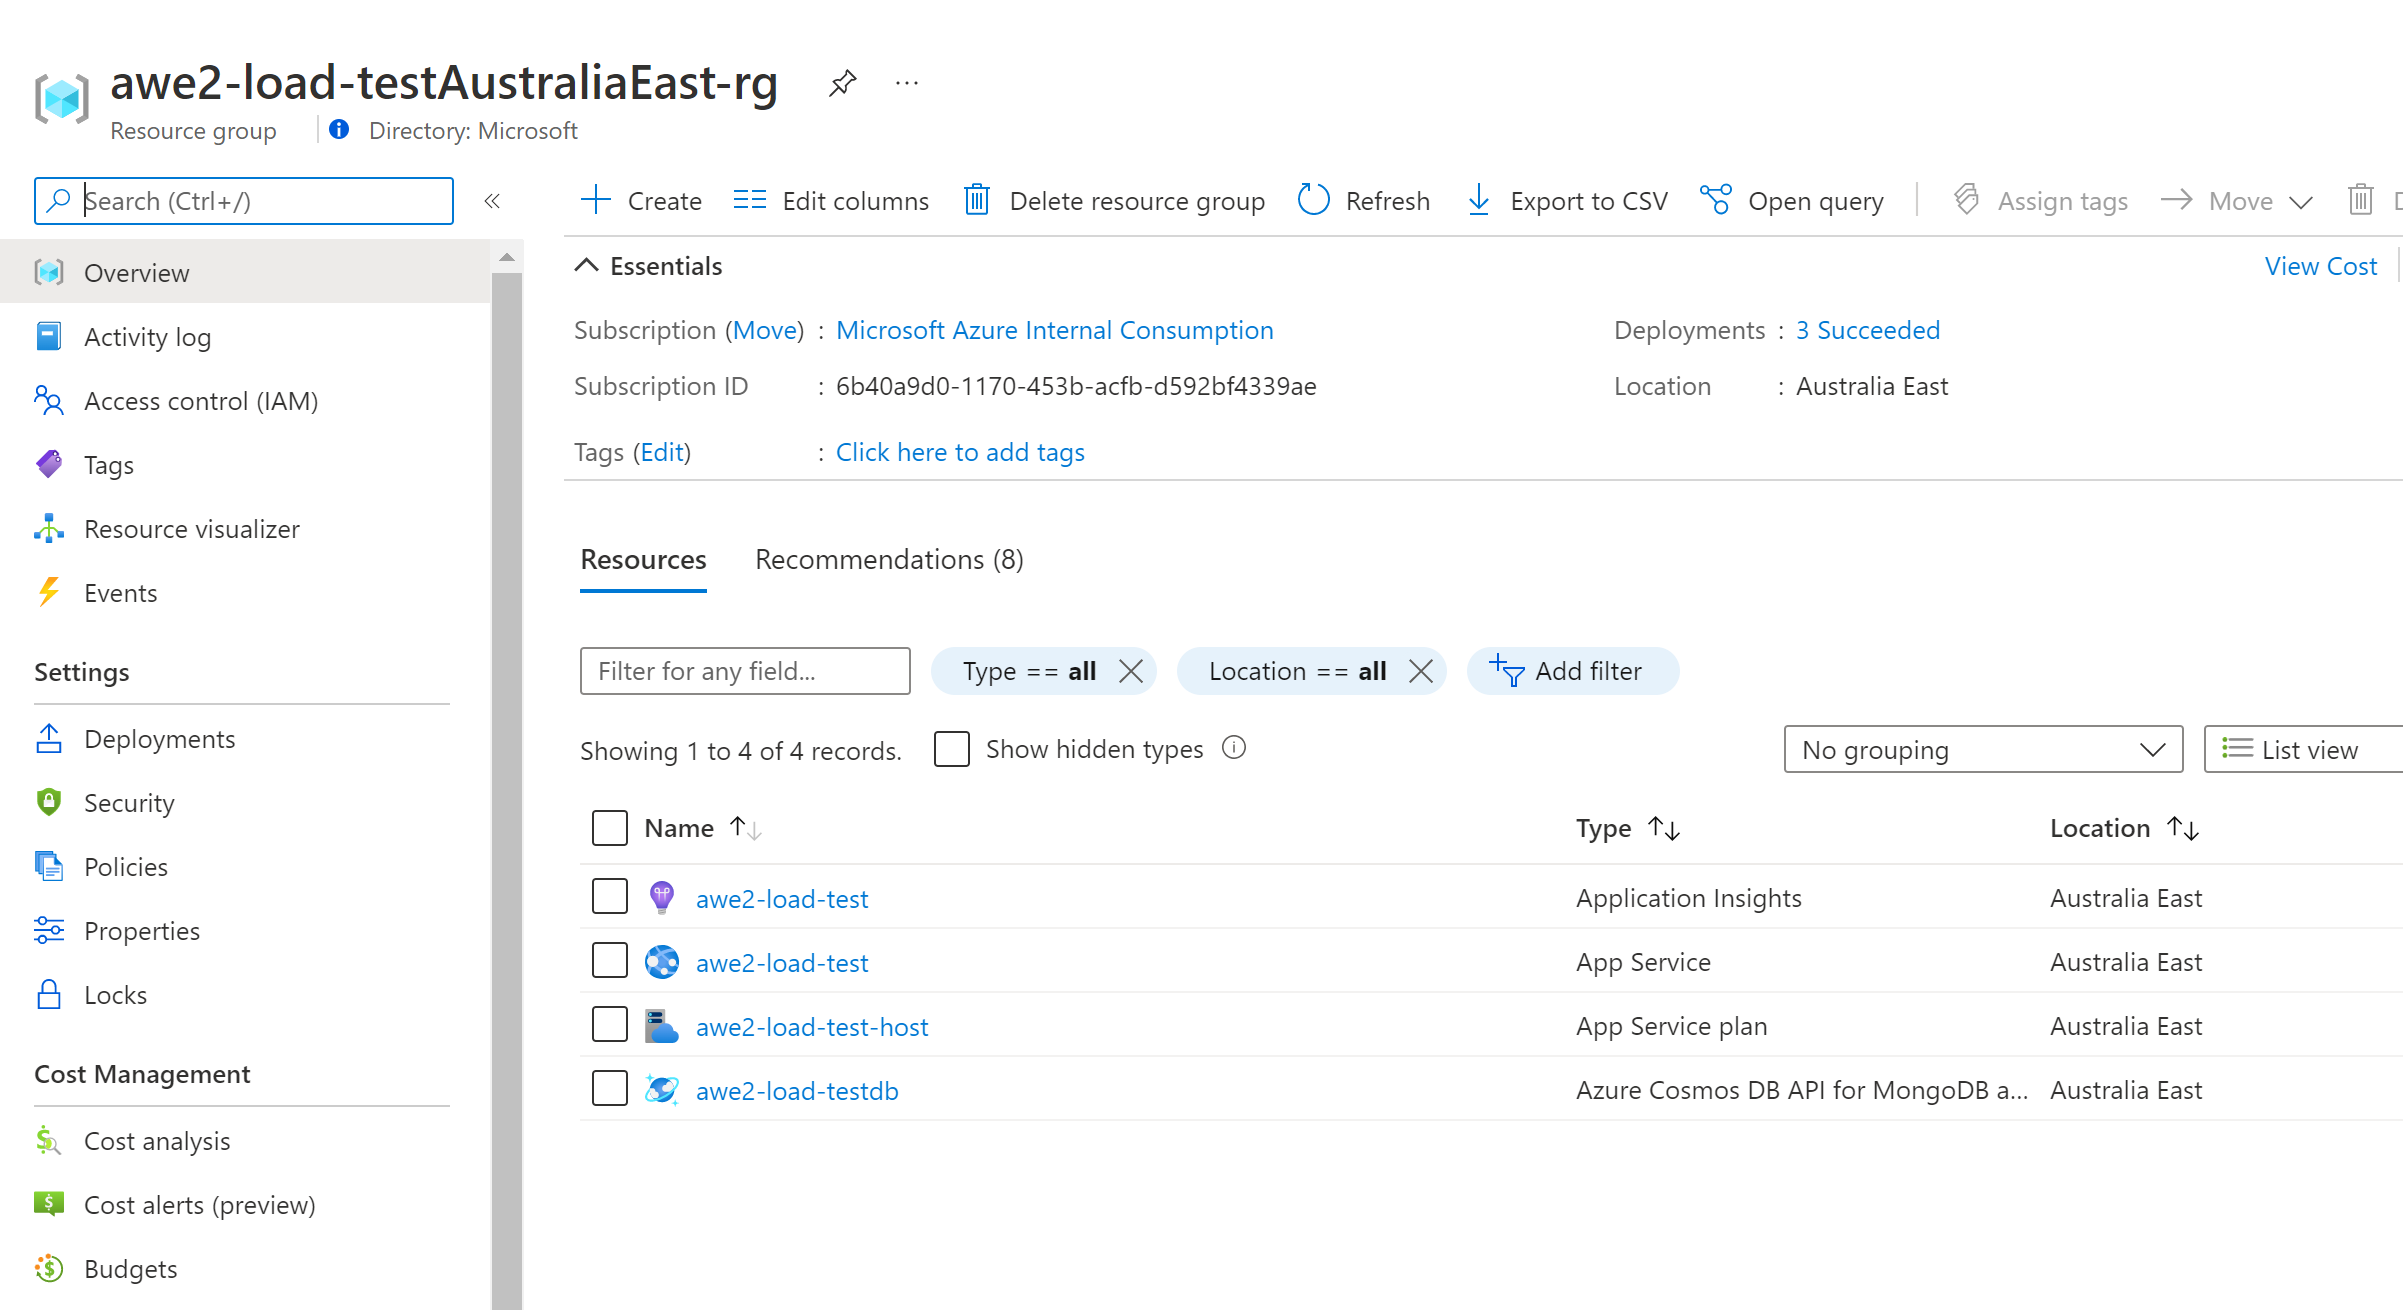 awe2-load-testAustraliaEast-rg ...
Resource group Directory: Microsoft
Search (Ctrl+/)
«
Overview
Activity log
Access control (IAM)
Tags
Resource visualizer
Events
Settings
Deployments
Security
Policies
Properties
Locks
Cost Management
Cost analysis
Cost alerts (preview)
Budgets
Create Edit columns Delete resource group Refresh Export to CSV Open query Assign tags Move
Essentials View Cost
Subscription (Move) : Microsoft Azure Internal Consumption Deployments : 3 Succeeded
Subscription ID : 6b40a9d0-1170-453b-acfb-d592bf4339ae Location : Australia East
Tags (Edit) : Click here to add tags
Resources Recommendations (8)
Filter for any field... Type == all Location == all Add filter
Showing 1 to 4 of 4 records. Show hidden types No grouping List view
Name Type Location
awe2-load-test Application Insights Australia East
awe2-load-test App Service Australia East
awe2-load-test-host App Service plan Australia East
awe2-load-testdb Azure Cosmos DB API for MongoDB a... Australia East